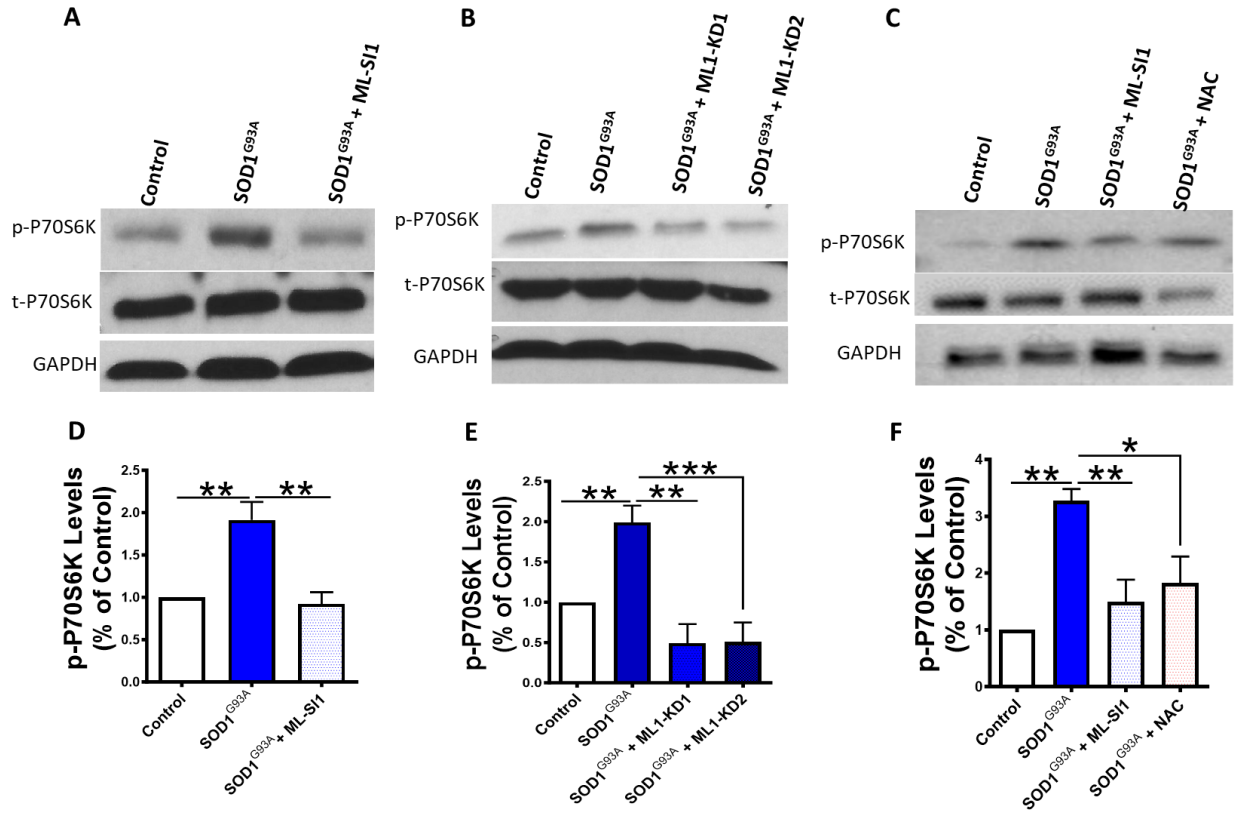 A
Control
SOD1G93A
SOD1G93A + ML-SI1
p-P70S6K
t-P70S6K
GAPDH
B
Control
SOD1G93A
SOD1G93A + ML1-KD1
SOD1G93A + ML1-KD2
p-P70S6K
t-P70S6K
GAPDH
C
Control
SOD1G93A
SOD1G93A + ML-SI1
SOD1G93A + NAC
p-P70S6K
t-P70S6K
GAPDH
D
p-P70S6K Levels
(% of Control)
2.5
2.0
1.5
1.0
0.5
0.0
**
**
Control
SOD1G93A
SOD1G93A + ML-SI1
E
p-P70S6K Levels
(% of Control)
2.5
2.0
1.5
1.0
0.5
0.0
***
**
**
Control
SOD1G93A
SOD1G93A + ML1-KD1
SOD1G93A + ML1-KD2
F
p-P70S6K Levels
(% of Control)
4
3
2
1
0
*
**
**
Control
SOD1G93A
SOD1G93A + ML-SI1
SOD1G93A + NAC